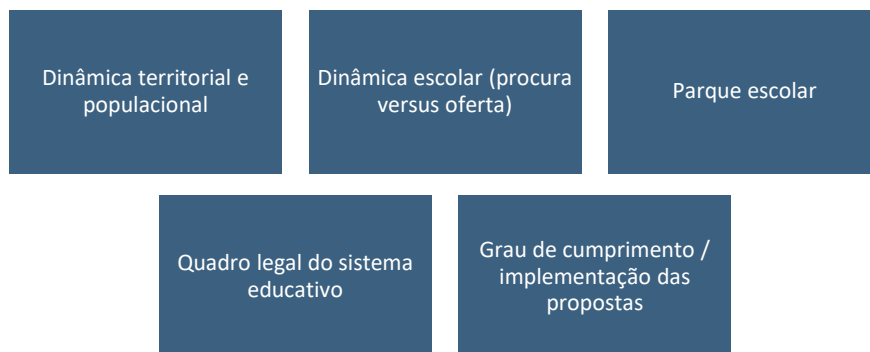 Dinâmica territorial e
populacional
Dinâmica escolar (procura
versus oferta)
Parque escolar
Quadro legal do sistema
educativo
Grau de cumprimento /
implementação das
propostas